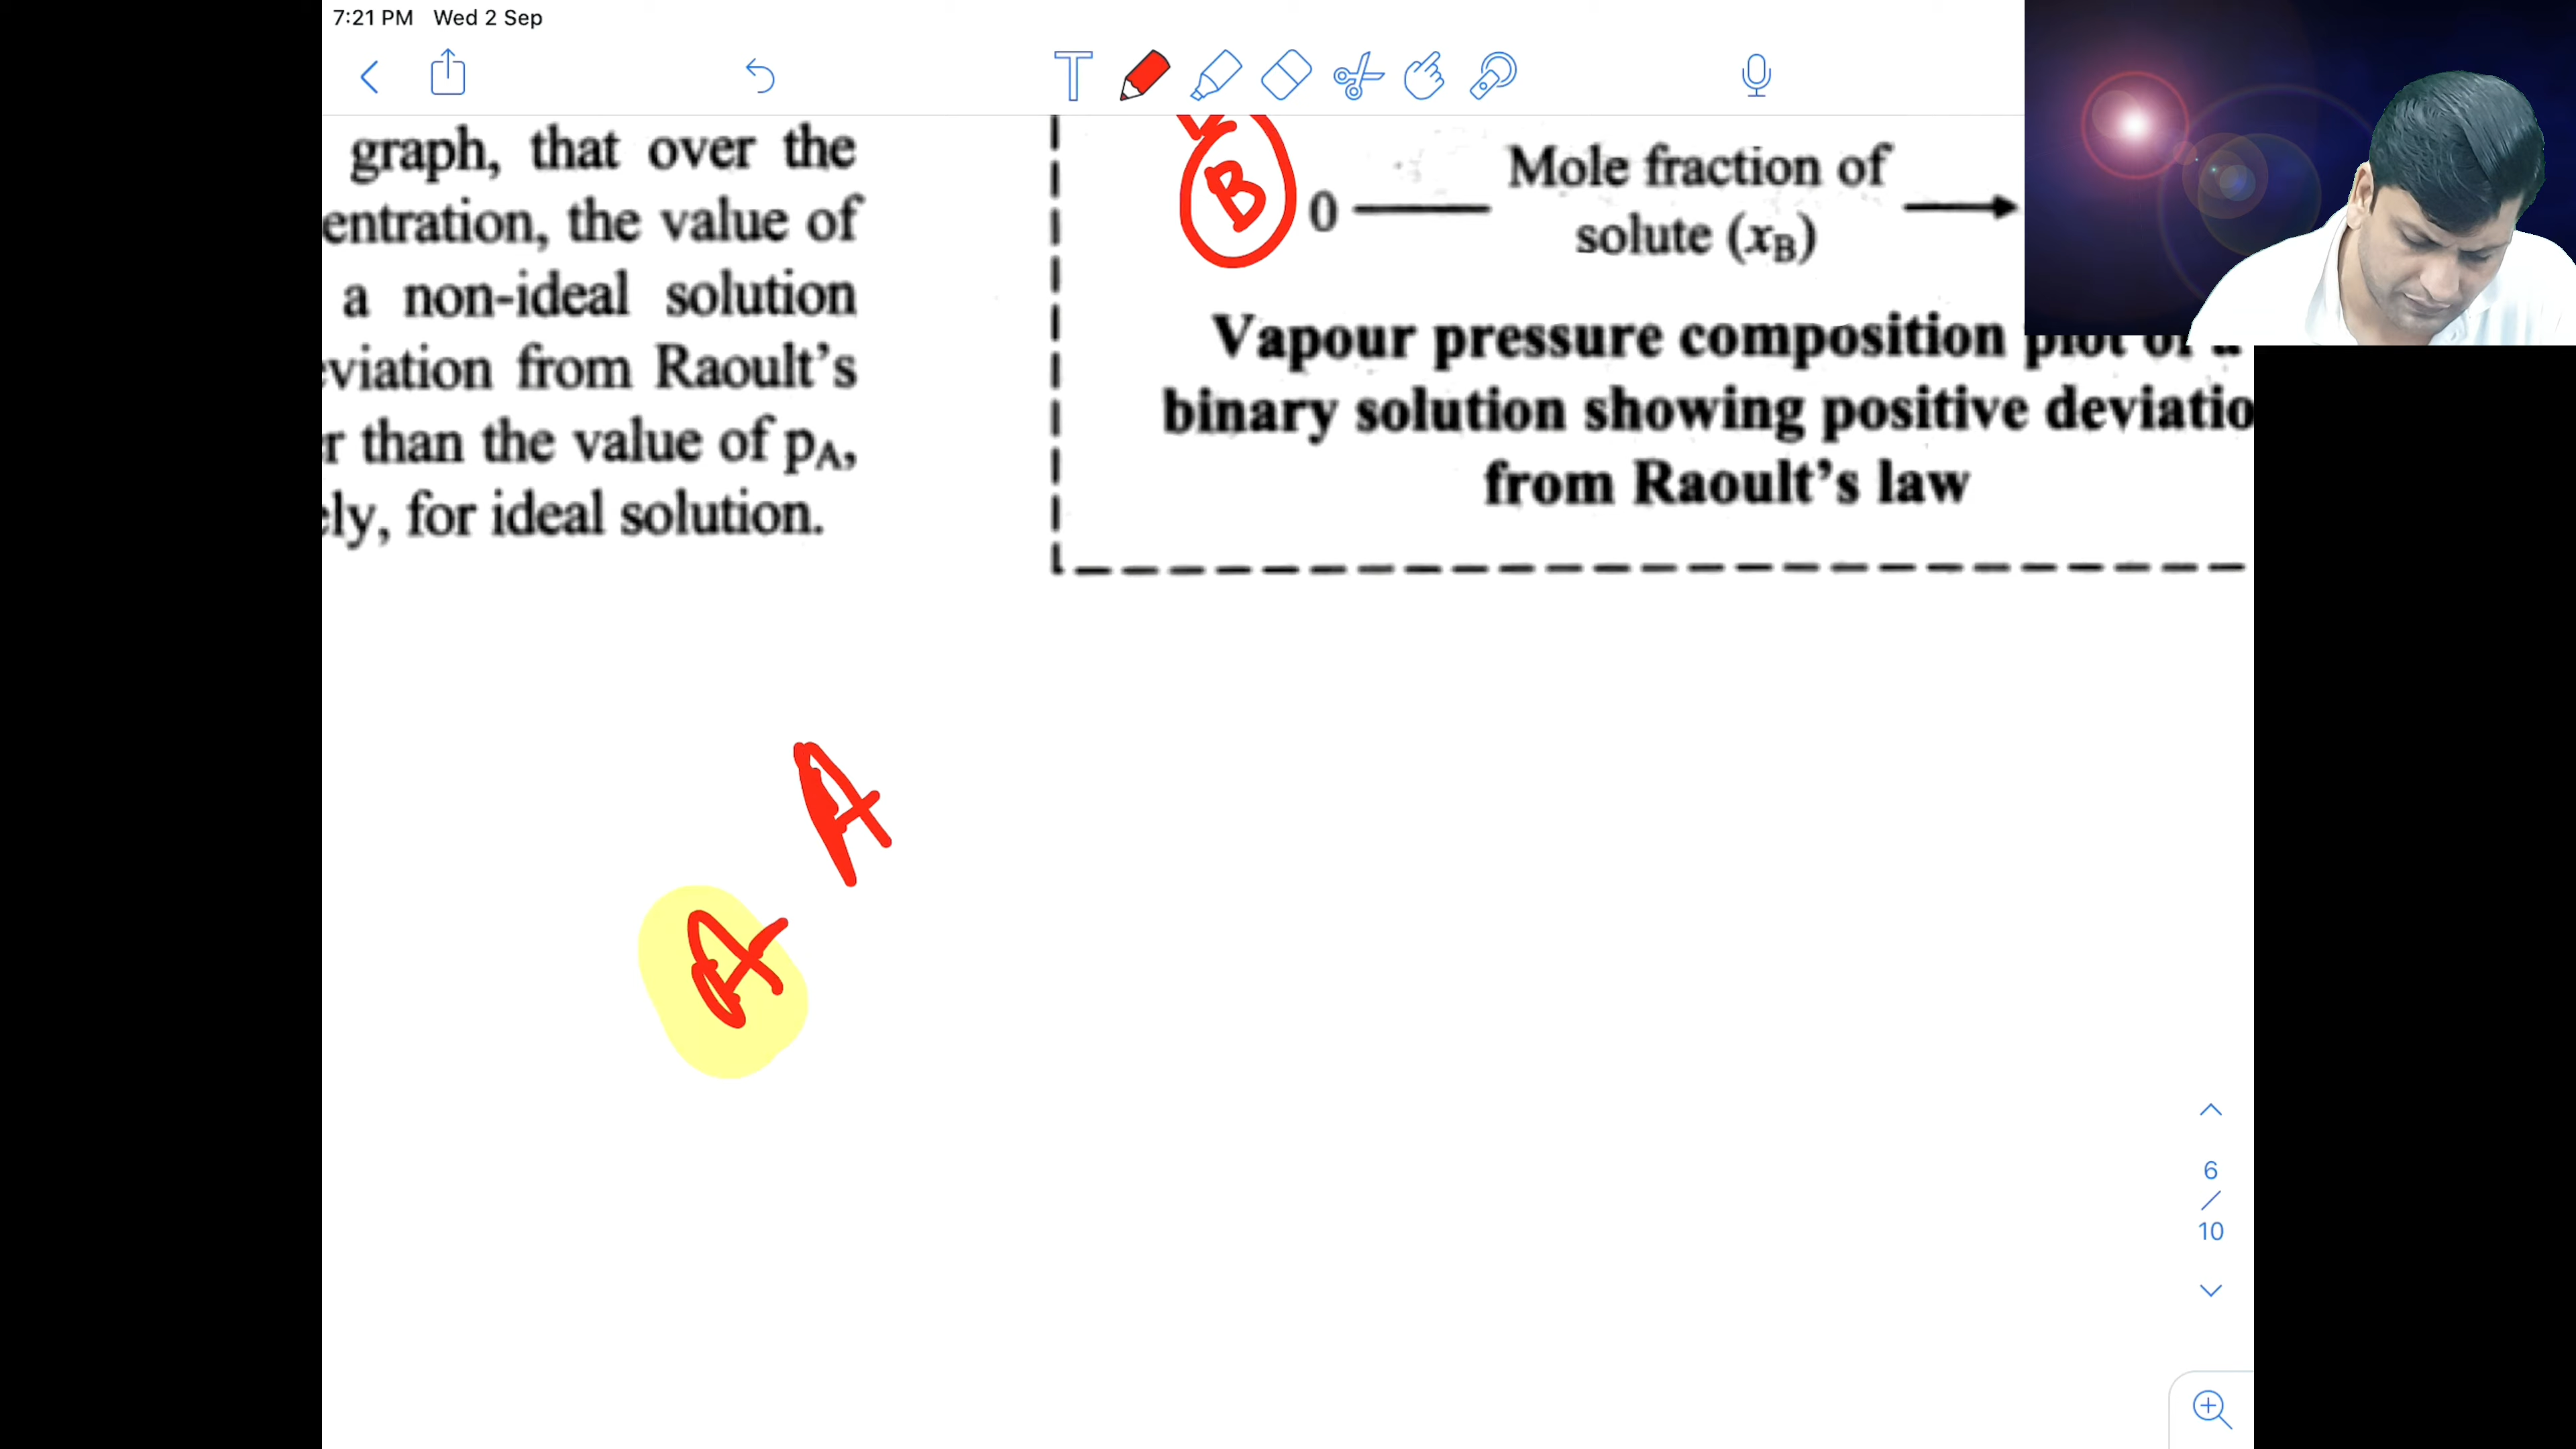 7:21 PM Wed 2 Sep
graph, that over the
entration, the value of
a non-ideal solution
viation from Raoult's
than the value of pA,
ly, for ideal solution.
B
0
Mole fraction of
solute (xB)
Vapour pressure composition plot of a
binary solution showing positive deviatio
from Raoult's law
A
A
6
/
10